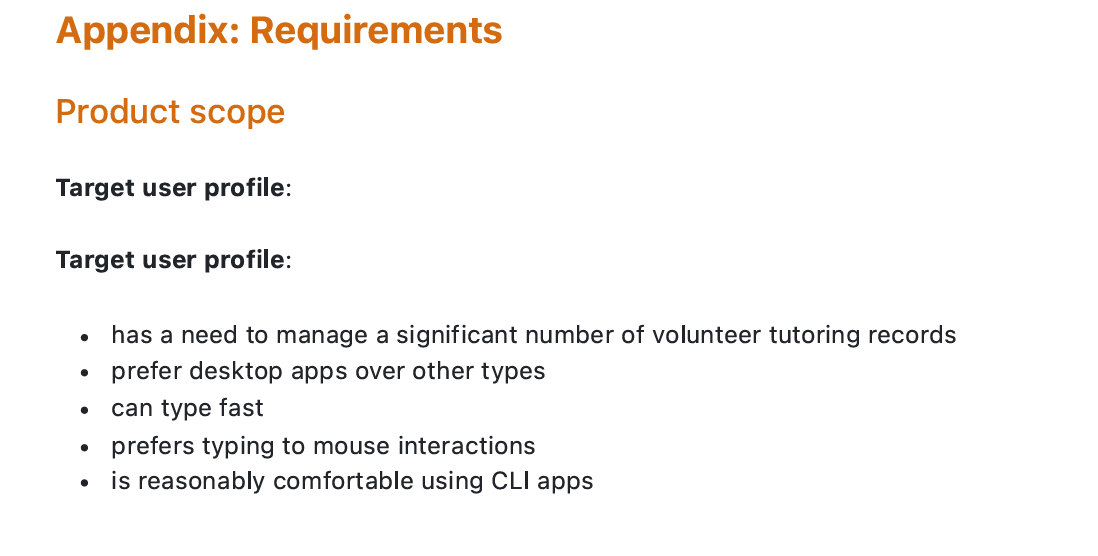 Appendix: Requirements
Product scope
Target user profile:
Target user profile:
• has a need to manage a significant number of volunteer tutoring records
• prefer desktop apps over other types
• can type fast
• prefers typing to mouse interactions
• is reasonably comfortable using CLI apps